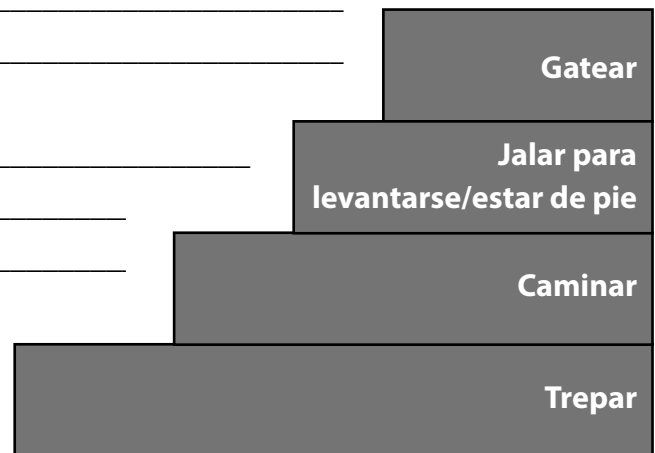 Gatear
Jalar para
levantarse/estar de pie
Caminar
Trepar